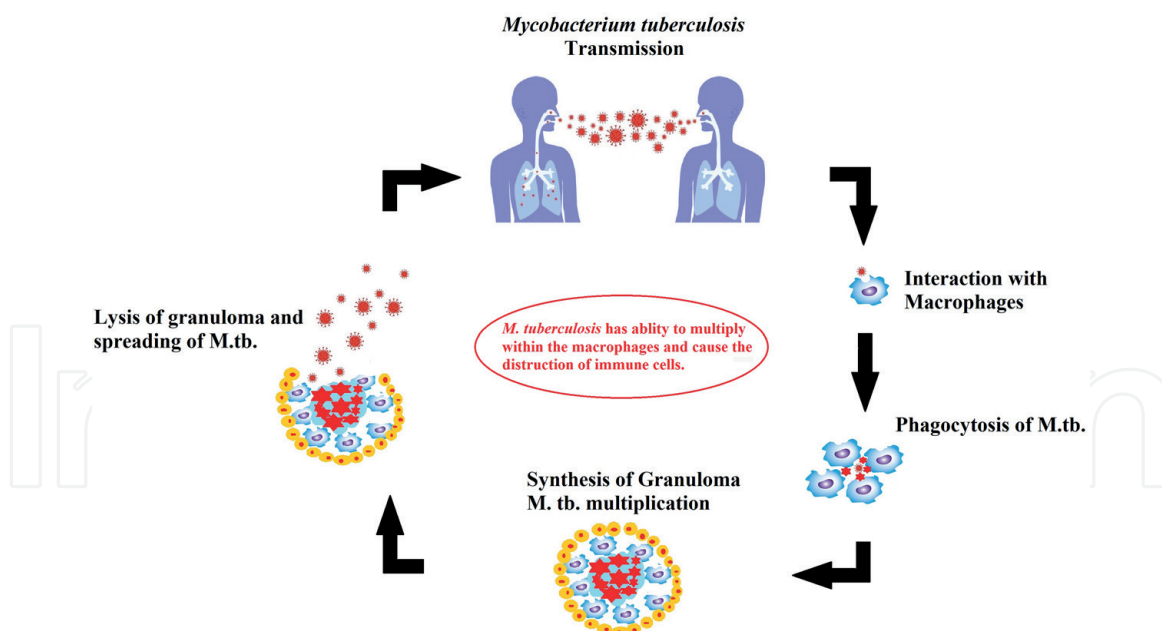 Mycobacterium tuberculosis
Transmission
Interaction with
Macrophages
Phagocytosis of M.tb.
Synthesis of Granuloma
M. tb. multiplication
Lysis of granuloma and
spreading of M.tb.
M. tuberculosis has ablity to multiply
within the macrophages and cause the
distruction of immune cells.